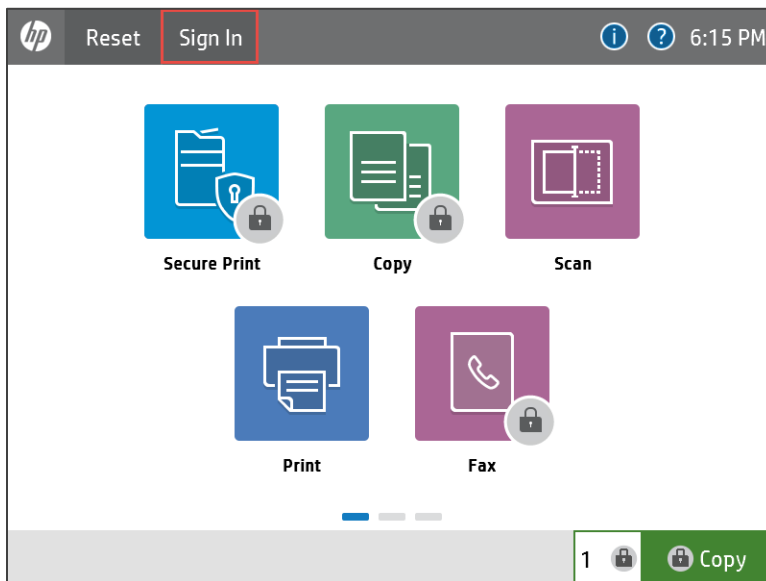 hp Reset Sign In i ? 6:15 PM
Secure Print Copy Scan
Print Fax
1 Copy